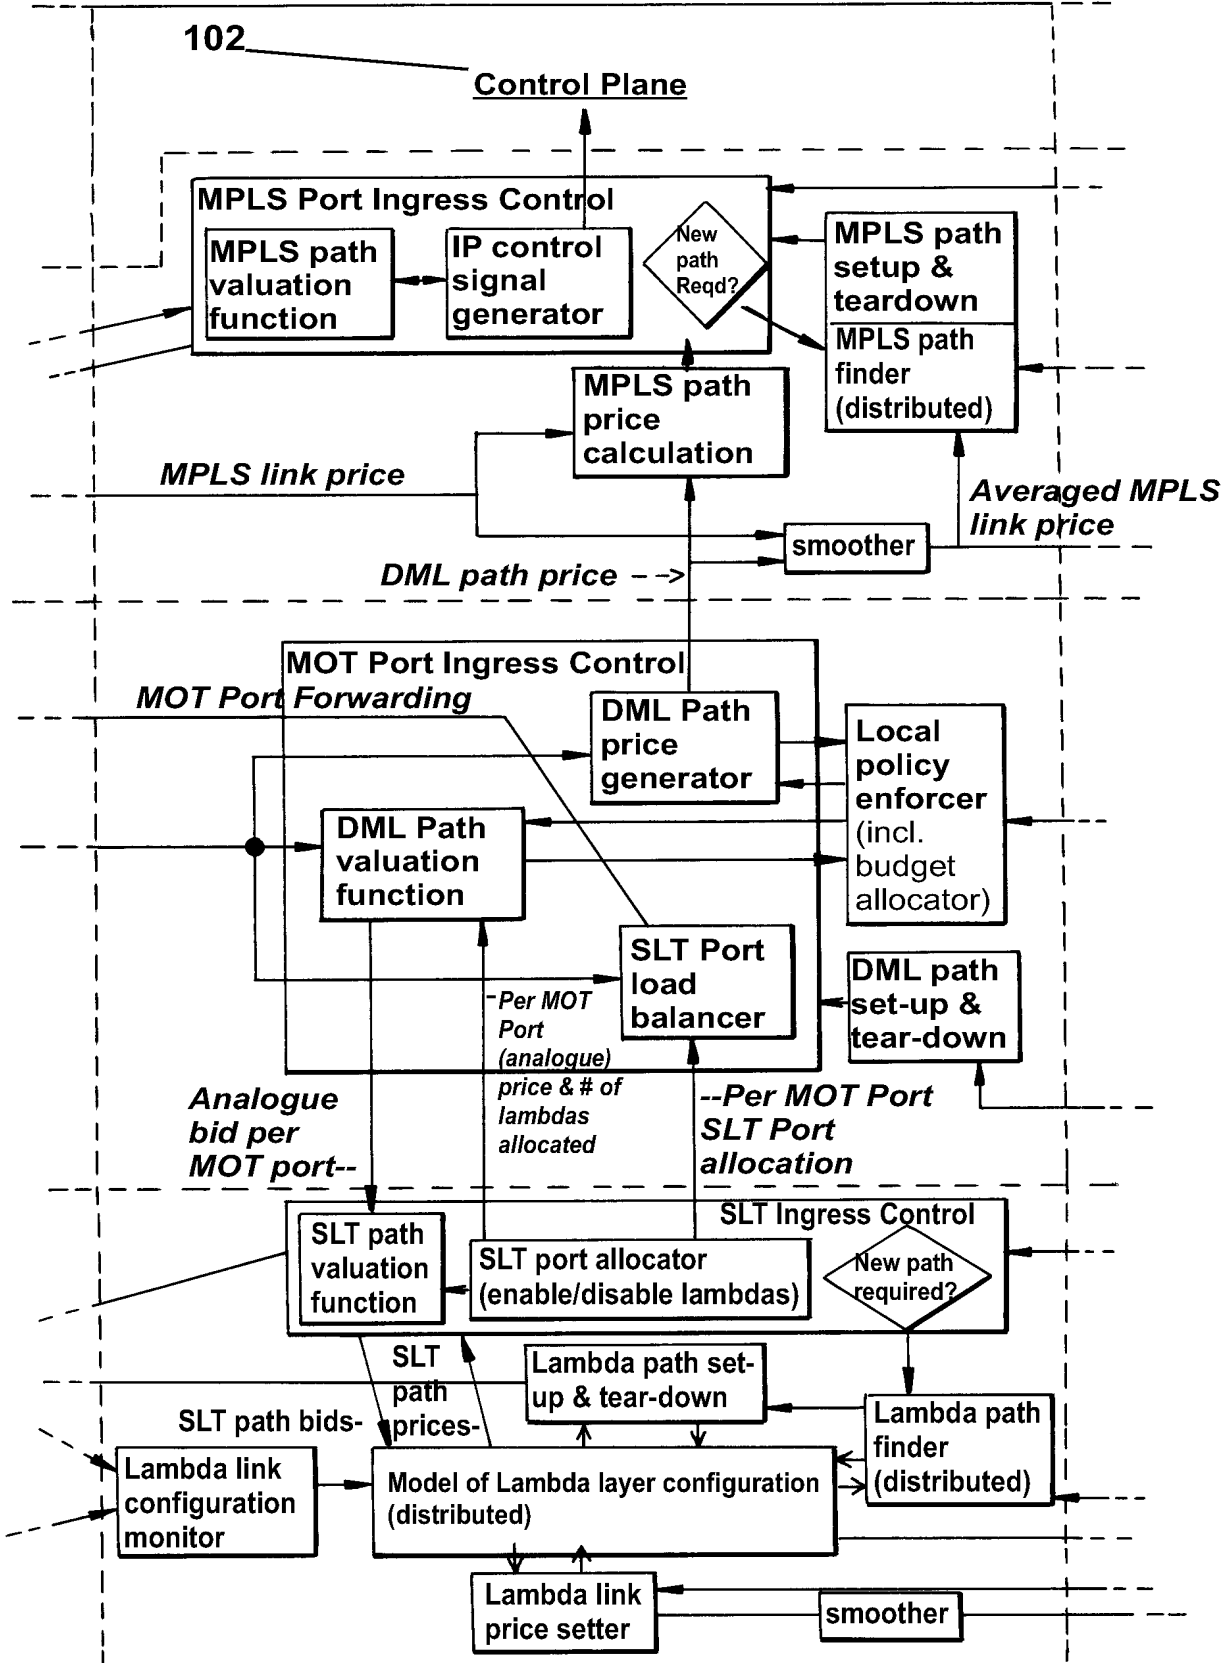 102
Control Plane
MPLS Port Ingress Control
MPLS path
valuation
function
IP control
signal
generator
New
path
Reqd?
MPLS path
setup &
teardown
MPLS path
finder
(distributed)
MPLS path
price
calculation
MPLS link price
Averaged MPLS
link price
smoother
DML path price -->
MOT Port Ingress Control
MOT Port Forwarding
DML Path
price
generator
Local
policy
enforcer
(incl.
budget
allocator)
DML Path
valuation
function
SLT Port
load
balancer
DML path
set-up &
tear-down
-Per MOT
Port
(analogue)
price & # of
lambdas
allocated
Analogue
bid per
MOT port--
--Per MOT Port
SLT Port
allocation
SLT Ingress Control
SLT path
valuation
function
SLT port allocator
(enable/disable lambdas)
New path
required?
SLT
path
prices-
SLT path bids-
Lambda path set-
up & tear-down
Lambda path
finder
(distributed)
Lambda link
configuration
monitor
Model of Lambda layer configuration
(distributed)
Lambda link
price setter
smoother